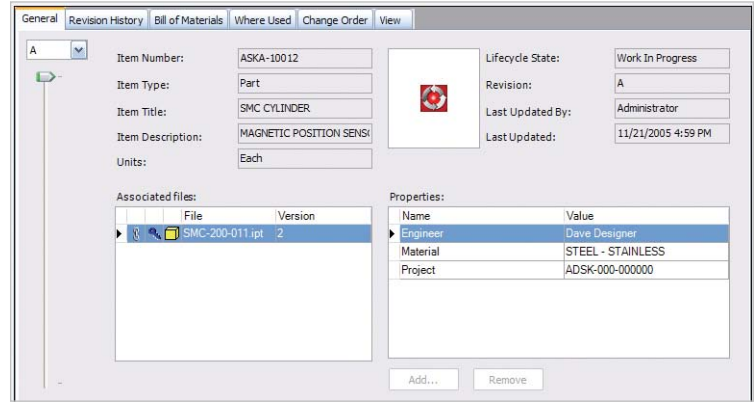 General Revision History Bill of Materials Where Used Change Order View
A
Item Number: ASKA-10012
Item Type: Part
Item Title: SMC CYLINDER
Item Description: MAGNETIC POSITION SENS(
Units: Each
Lifecycle State: Work In Progress
Revision: A
Last Updated By: Administrator
Last Updated: 11/21/2005 4:59 PM
Associated files:
File Version
SMC-200-011.ipt 2
Properties:
Name Value
Engineer Dave Designer
Material STEEL - STAINLESS
Project ADSK-000-000000
Add... Remove